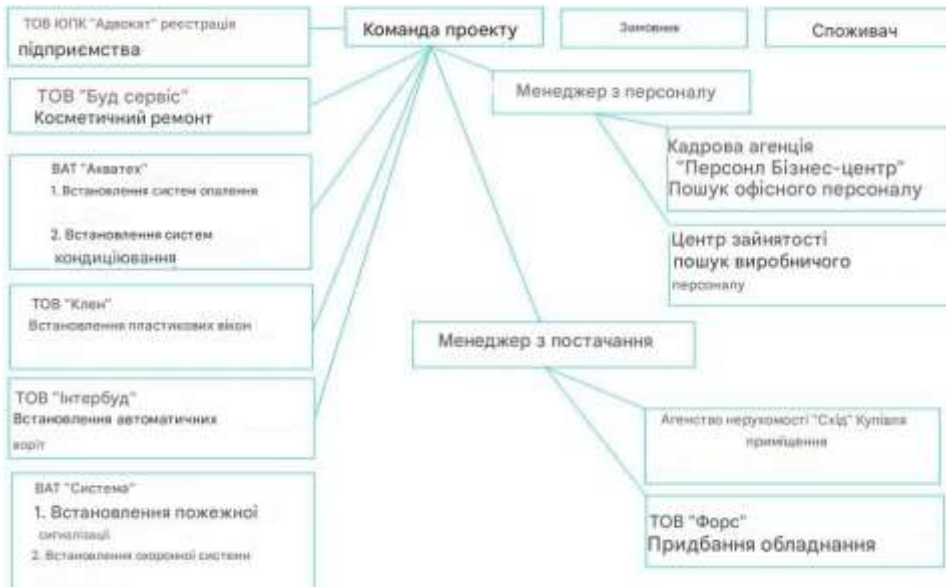 ТОВ ЮПК "Адвокат" реєстрація
підприємства
Команда проекту
Замовник
Споживач
ТОВ "Буд сервіс"
Косметичний ремонт
Менеджер з персоналу
ВАТ "Акватех"
1. Встановлення систем опалення
2. Встановлення систем
кондиціювання
Кадрова агенція
"Персонл Бізнес-центр"
Пошук офісного персоналу
Центр зайнятості
пошук виробничого
персоналу
ТОВ "Клен"
Встановлення пластикових вікон
Менеджер з постачання
ТОВ "Інтербуд"
Встановлення автоматичних
воріт
Агенство нерухомості "Схід" Купівля
приміщення
ВАТ "Система"
1. Встановлення пожежної
сигналізації
2. Встановлення охоронної системи
ТОВ "Форс"
Придбання обладнання